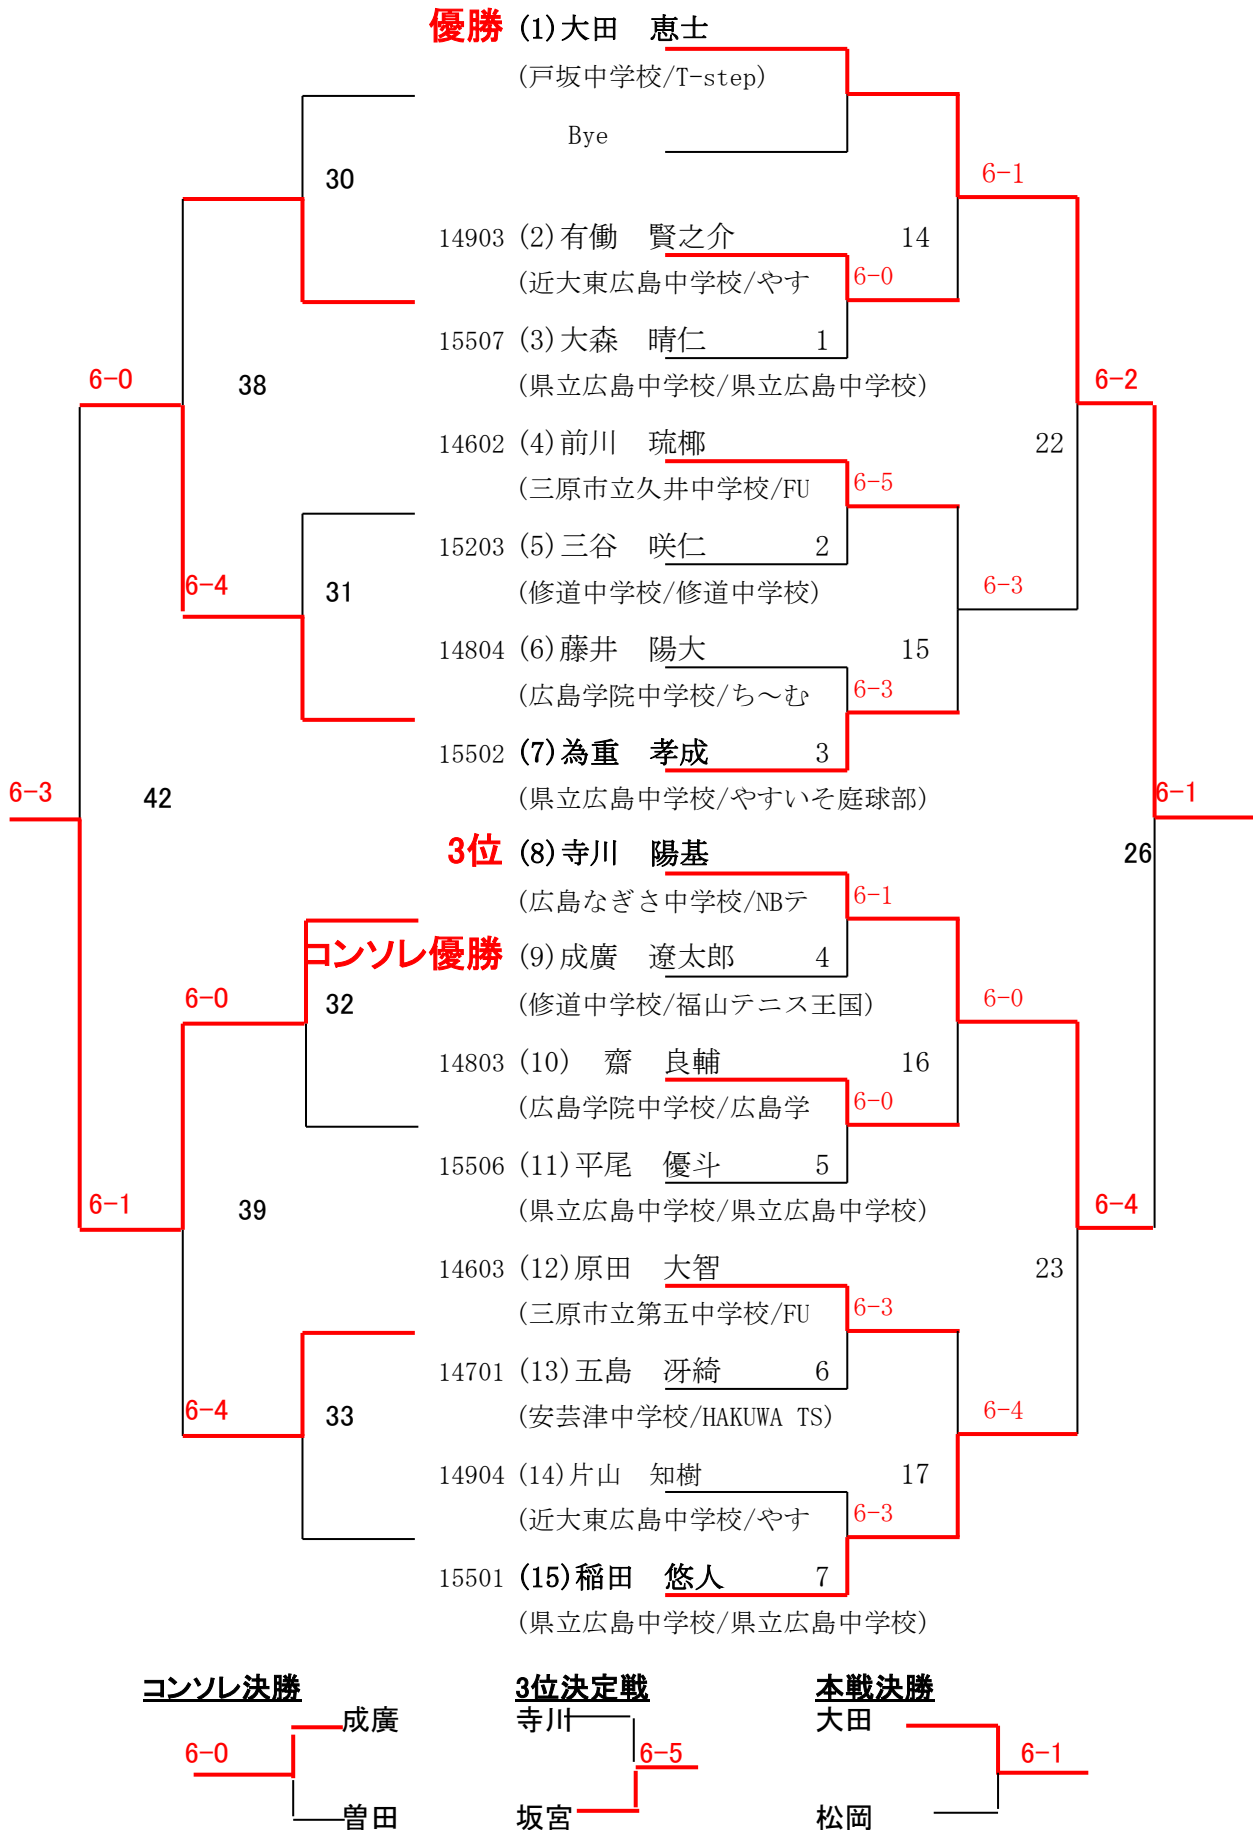 優勝 (1)大田　恵士
(戸坂中学校/T-step)
Bye
30
6-1
14903 (2)有働　賢之介 14
(近大東広島中学校/やす 6-0
15507 (3)大森　晴仁 1
6-0 38 (県立広島中学校/県立広島中学校) 6-2
14602 (4)前川　琉椰 22
(三原市立久井中学校/FU 6-5
15203 (5)三谷　咲仁 2
6-4 31 (修道中学校/修道中学校) 6-3
14804 (6)藤井　陽大 15
(広島学院中学校/ち～む 6-3
15502 (7)為重　孝成 3
6-3 42 (県立広島中学校/やすいそ庭球部) 6-1
3位 (8)寺川　陽基 26
(広島なぎさ中学校/NBテ 6-1
コンソレ優勝 (9)成廣　遼太郎 4
6-0 32 (修道中学校/福山テニス王国) 6-0
14803 (10)　齋　良輔 16
(広島学院中学校/広島学 6-0
15506 (11)平尾　優斗 5
6-1 39 (県立広島中学校/県立広島中学校) 6-4
14603 (12)原田　大智 23
(三原市立第五中学校/FU 6-3
14701 (13)五島　冴綺 6
6-4 33 (安芸津中学校/HAKUWA TS) 6-4
14904 (14)片山　知樹 17
(近大東広島中学校/やす 6-3
15501 (15)稲田　悠人 7
(県立広島中学校/県立広島中学校)
コンソレ決勝 3位決定戦 本戦決勝
成廣 寺川 大田
6-0 6-5 6-1
曽田 坂宮 松岡